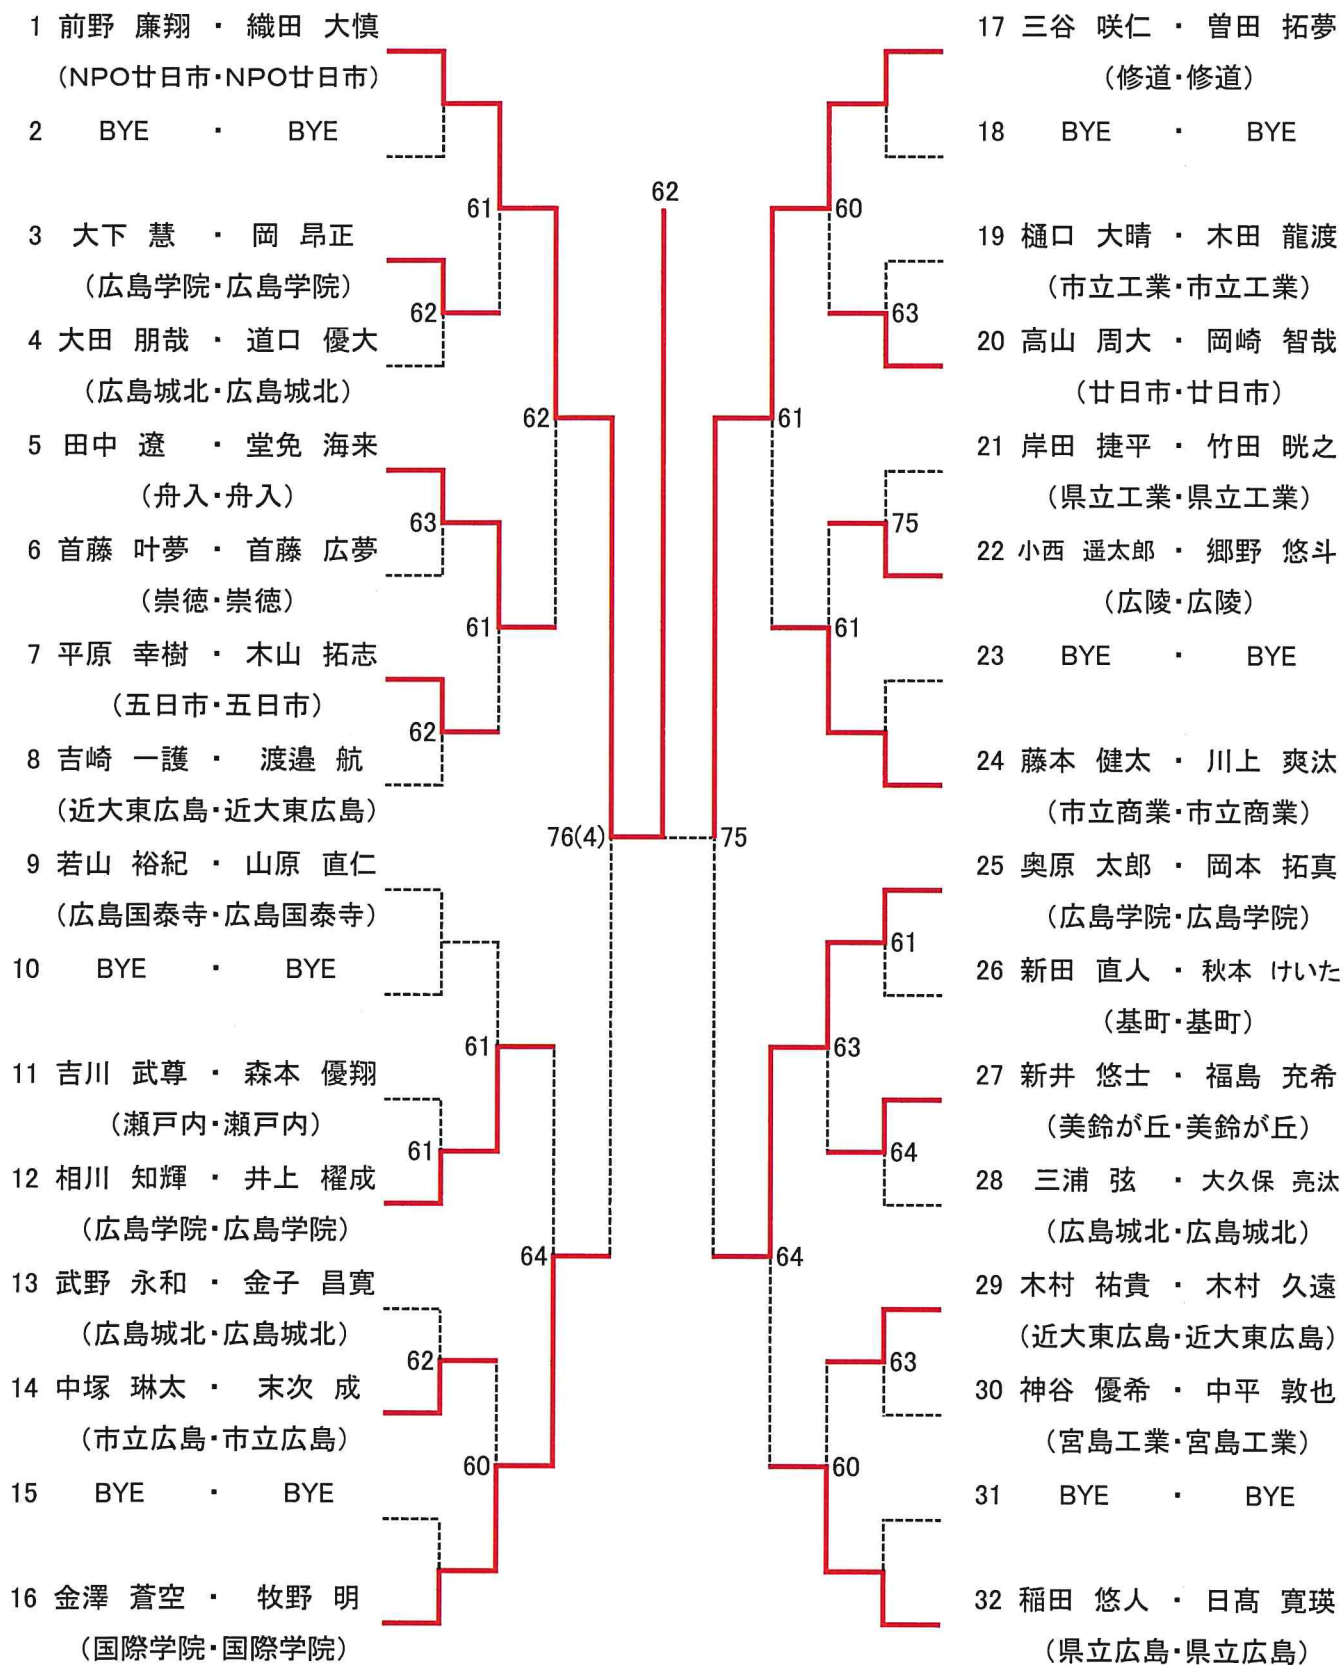 1 前野 廉翔 ・ 織田 大慎
(NPO廿日市・NPO廿日市)
2 BYE ・ BYE
61
3 大下 慧 ・ 岡 昂正
(広島学院・広島学院)
62
4 大田 朋哉 ・ 道口 優大
(広島城北・広島城北)
62
5 田中 遼 ・ 堂免 海来
(舟入・舟入)
63
6 首藤 叶夢 ・ 首藤 広夢
(崇徳・崇徳)
61
7 平原 幸樹 ・ 木山 拓志
(五日市・五日市)
62
8 吉崎 一護 ・ 渡邉 航
(近大東広島・近大東広島)
76(4)
9 若山 裕紀 ・ 山原 直仁
(広島国泰寺・広島国泰寺)
10 BYE ・ BYE
61
11 吉川 武尊 ・ 森本 優翔
(瀬戸内・瀬戸内)
61
12 相川 知輝 ・ 井上 櫂成
(広島学院・広島学院)
64
13 武野 永和 ・ 金子 昌寛
(広島城北・広島城北)
62
14 中塚 琳太 ・ 末次 成
(市立広島・市立広島)
60
15 BYE ・ BYE
16 金澤 蒼空 ・ 牧野 明
(国際学院・国際学院)
62
17 三谷 咲仁 ・ 曽田 拓夢
(修道・修道)
18 BYE ・ BYE
60
19 樋口 大晴 ・ 木田 龍渡
(市立工業・市立工業)
63
20 高山 周大 ・ 岡崎 智哉
(廿日市・廿日市)
61
21 岸田 捷平 ・ 竹田 晄之
(県立工業・県立工業)
75
22 小西 遥太郎 ・ 郷野 悠斗
(広陵・広陵)
61
23 BYE ・ BYE
24 藤本 健太 ・ 川上 爽汰
(市立商業・市立商業)
75
25 奥原 太郎 ・ 岡本 拓真
(広島学院・広島学院)
61
26 新田 直人 ・ 秋本 けいた
(基町・基町)
63
27 新井 悠士 ・ 福島 充希
(美鈴が丘・美鈴が丘)
64
28 三浦 弦 ・ 大久保 亮汰
(広島城北・広島城北)
64
29 木村 祐貴 ・ 木村 久遠
(近大東広島・近大東広島)
63
30 神谷 優希 ・ 中平 敦也
(宮島工業・宮島工業)
60
31 BYE ・ BYE
32 稲田 悠人 ・ 日髙 寛瑛
(県立広島・県立広島)